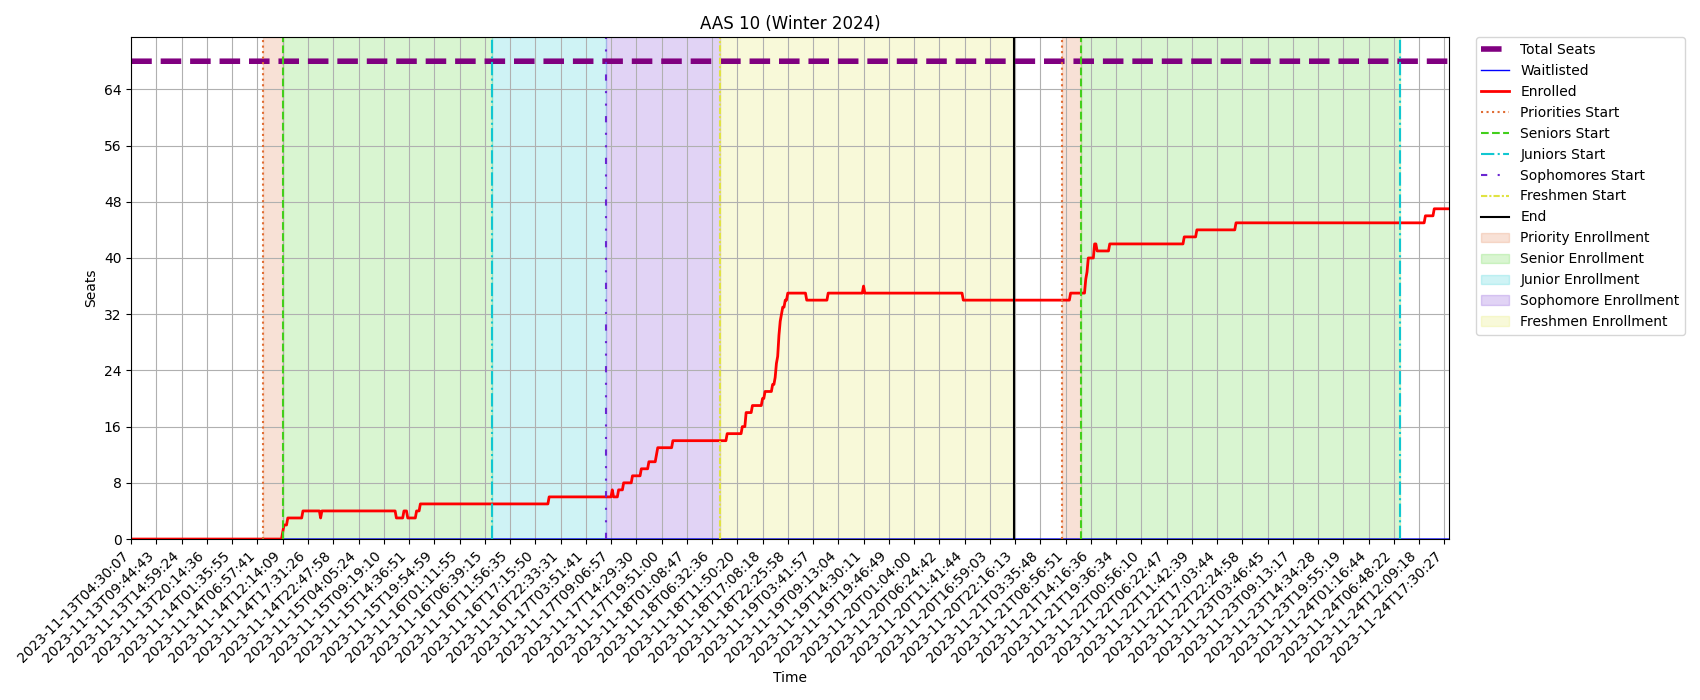 AAS 10 (Winter 2024)
Seats
64
56
48
40
32
24
16
8
0
2023-11-13T04:30:07
2023-11-13T09:44:43
2023-11-13T14:59:24
2023-11-13T20:14:36
2023-11-14T01:35:55
2023-11-14T06:57:41
2023-11-14T12:14:09
2023-11-14T17:31:26
2023-11-14T22:47:58
2023-11-15T04:05:24
2023-11-15T09:19:10
2023-11-15T14:36:51
2023-11-15T19:54:59
2023-11-16T01:11:55
2023-11-16T06:39:15
2023-11-16T11:56:35
2023-11-16T17:15:50
2023-11-16T22:33:31
2023-11-17T03:51:41
2023-11-17T09:06:57
2023-11-17T14:29:30
2023-11-17T19:51:00
2023-11-18T01:08:47
2023-11-18T06:32:36
2023-11-18T11:50:20
2023-11-18T17:08:18
2023-11-18T22:25:58
2023-11-19T03:41:57
2023-11-19T09:13:04
2023-11-19T14:30:11
2023-11-19T19:46:49
2023-11-20T01:04:00
2023-11-20T06:24:42
2023-11-20T11:41:44
2023-11-20T16:59:03
2023-11-20T22:16:13
2023-11-21T03:35:48
2023-11-21T08:56:51
2023-11-21T14:16:36
2023-11-21T19:36:34
2023-11-22T00:56:10
2023-11-22T06:22:47
2023-11-22T11:42:39
2023-11-22T17:03:44
2023-11-22T22:24:58
2023-11-23T03:46:45
2023-11-23T09:13:17
2023-11-23T14:34:28
2023-11-23T19:55:19
2023-11-24T01:16:44
2023-11-24T06:48:22
2023-11-24T12:09:18
2023-11-24T17:30:27
Time
Total Seats
Waitlisted
Enrolled
Priorities Start
Seniors Start
Juniors Start
Sophomores Start
Freshmen Start
End
Priority Enrollment
Senior Enrollment
Junior Enrollment
Sophomore Enrollment
Freshmen Enrollment